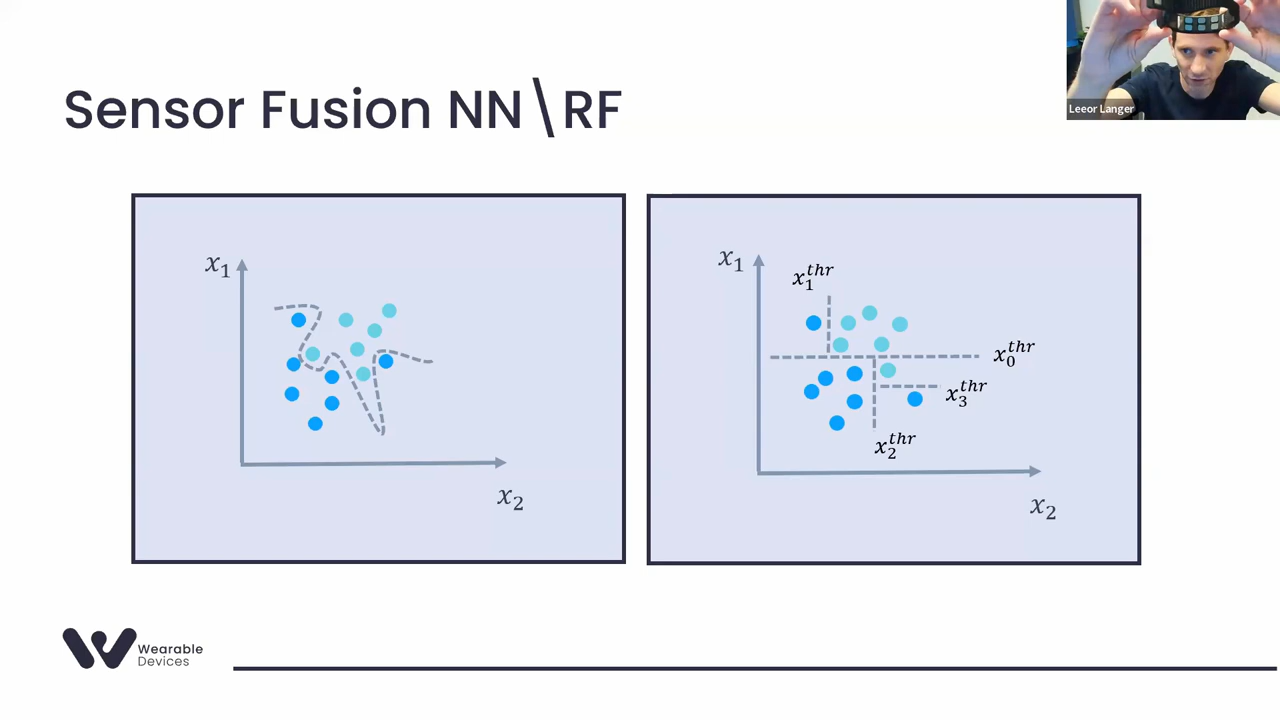 Leeor Langer
Sensor Fusion NN\RF
x₁
x₂
x₁
x₁ᵗʰʳ
x₀ᵗʰʳ
x₃ᵗʰʳ
x₂ᵗʰʳ
x₂
Wearable
Devices